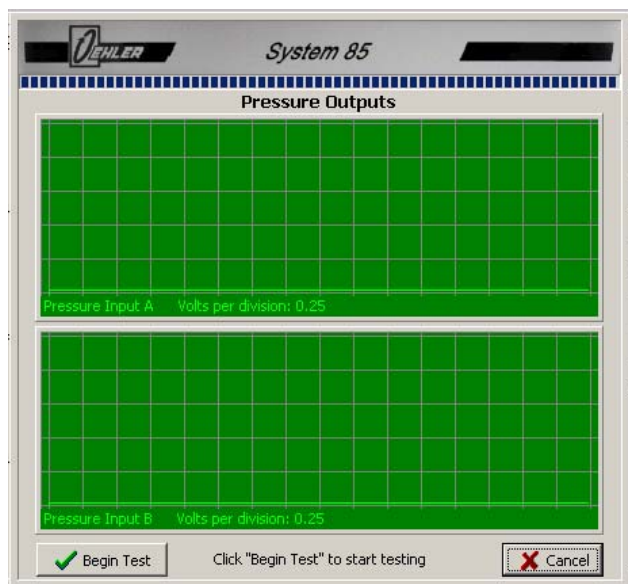 OEHLER
System 85
Pressure Outputs
Pressure Input A Volts per division: 0.25
Pressure Input B Volts per division: 0.25
Begin Test
Click "Begin Test" to start testing
Cancel